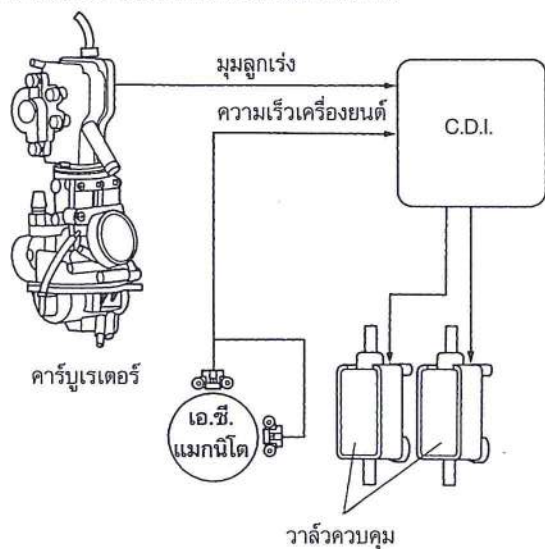 มุมลูกเร่ง
ความเร็วเครื่องยนต์
C.D.I.
คาร์บูเรเตอร์
เอ.ซี.
แมกนิโต
วาล์วควบคุม